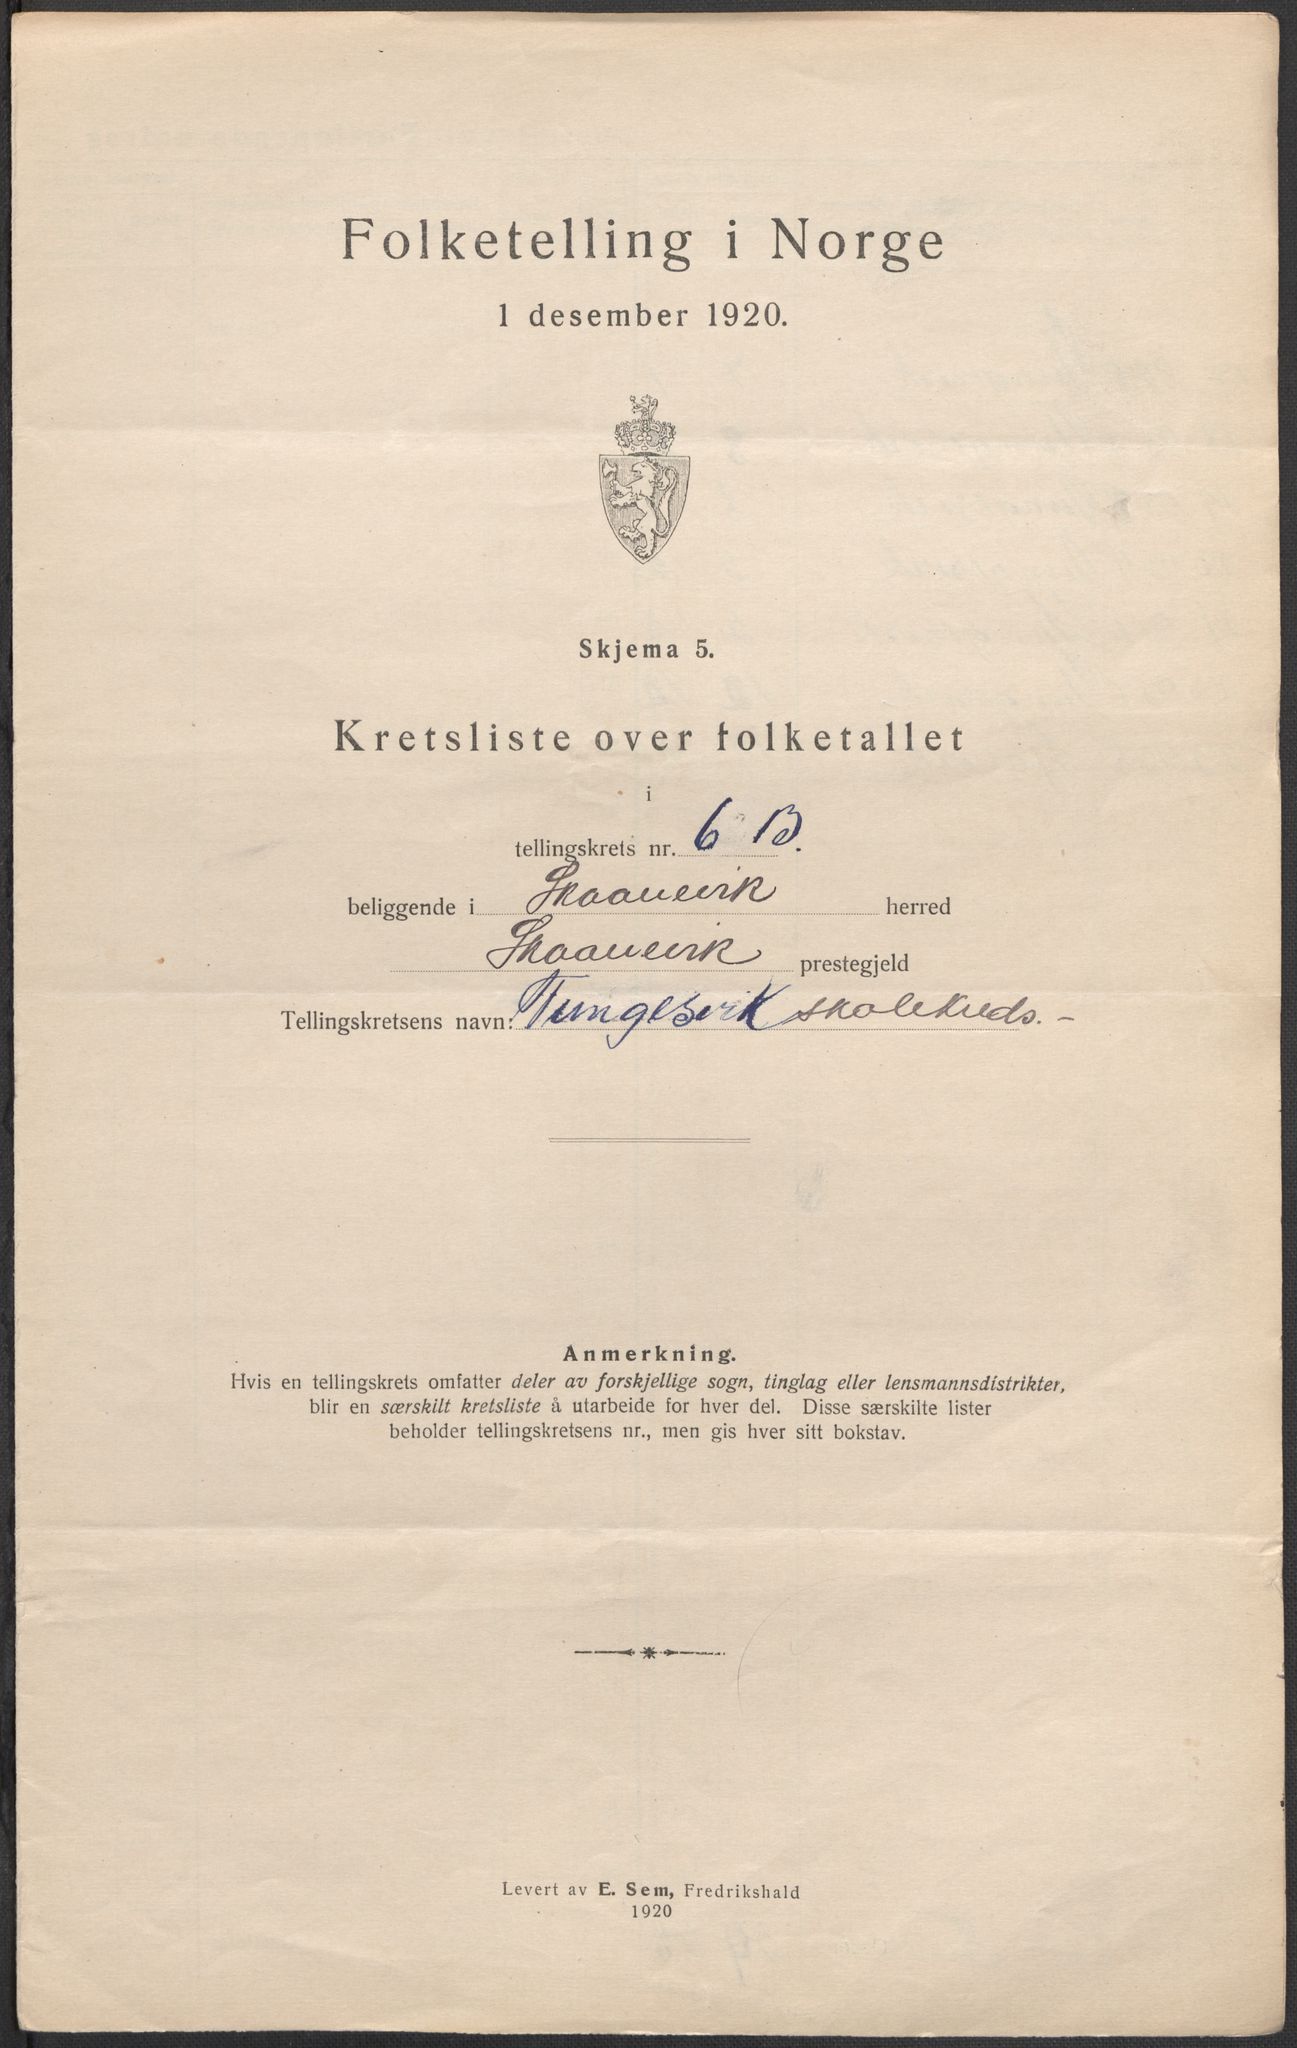 Folketelling i Norge
1 desember 1920.
Skjema 5.
Kretsliste over folketallet
i
tellingskrets nr. 6 B.
beliggende i Skaanevik herred
Skaanevik prestegjeld
Tellingskretsens navn: Tungesvik skolekreds. -
Anmerkning.
Hvis en tellingskrets omfatter deler av forskjellige sogn, tinglag eller lensmannsdistrikter,
blir en særskilt kretsliste å utarbeide for hver del. Disse særskilte lister
beholder tellingskretsens nr., men gis hver sitt bokstav.
Levert av E. Sem, Fredrikshald
1920